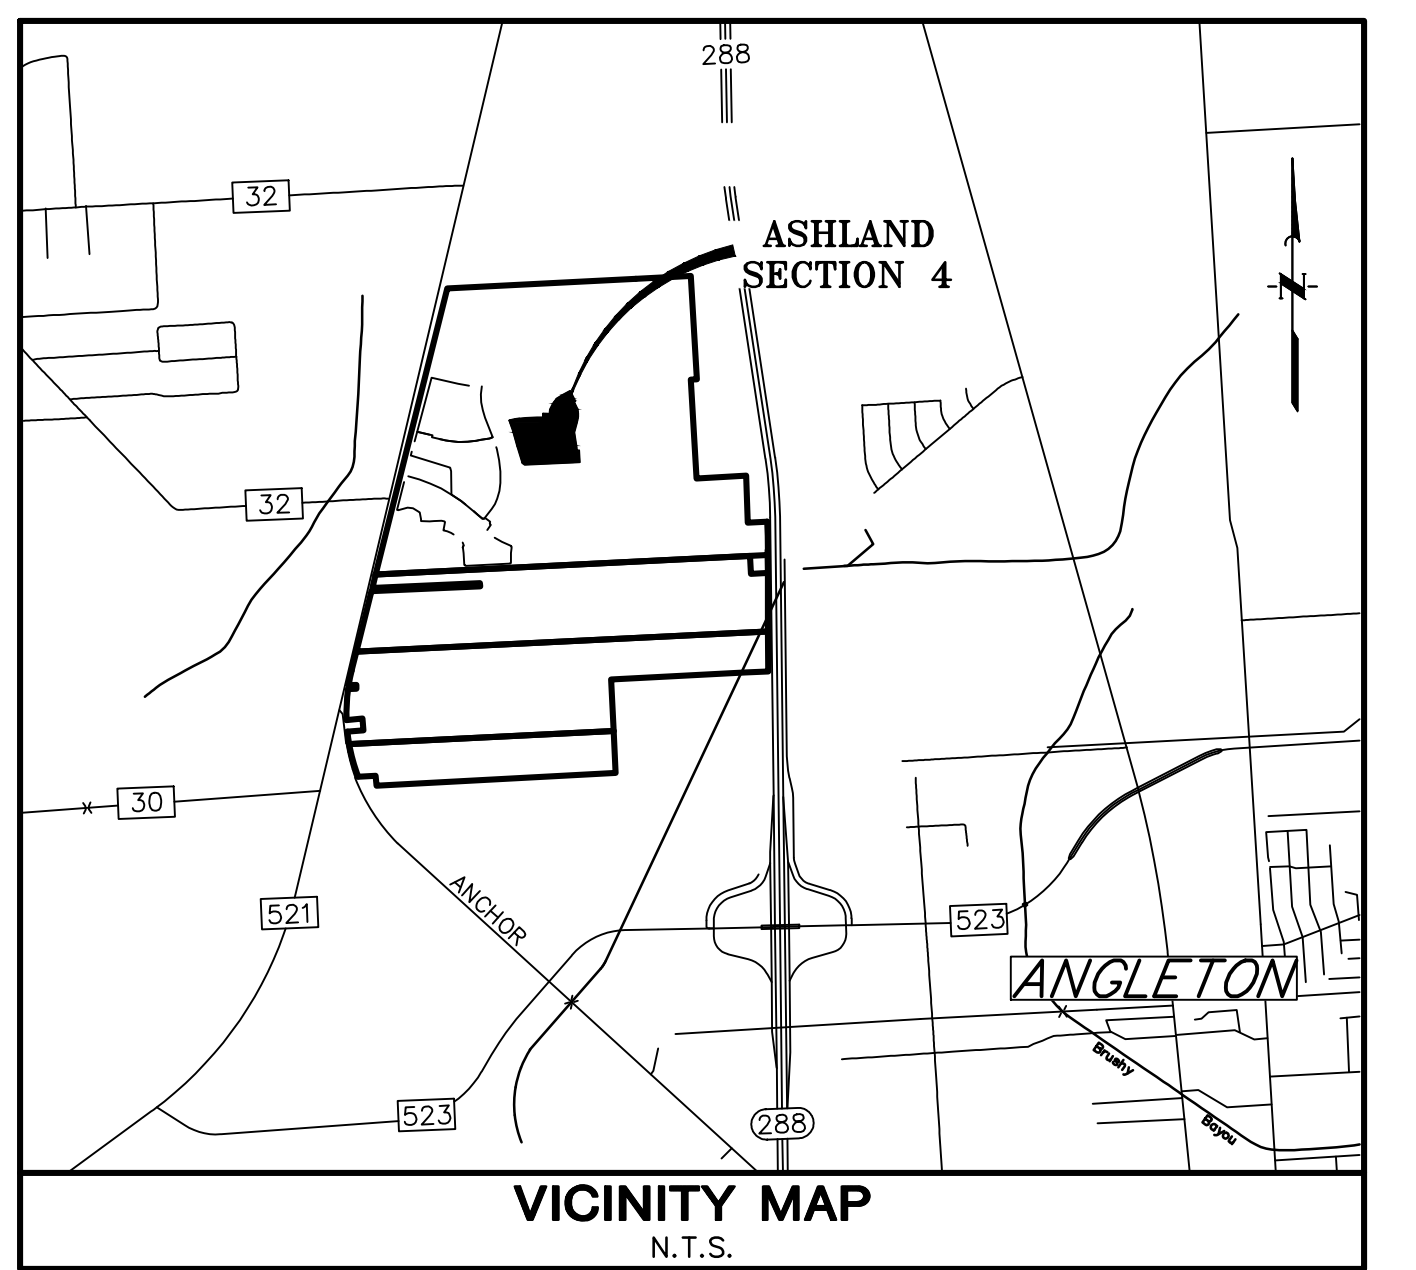 288
32
ASHLAND
SECTION 4
N
32
30
521
ANCHOR
523
ANGLETON
Brushy
523
288
Bayou
VICINITY MAP
N.T.S.